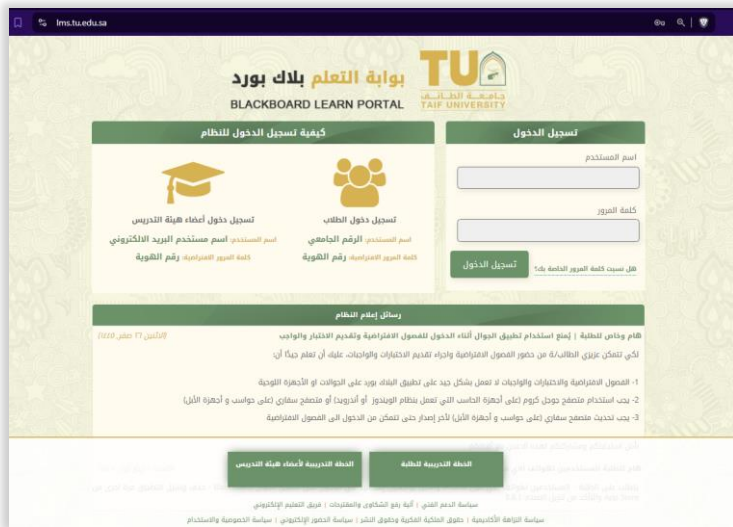 lms.tu.edu.sa
بوابة التعلم بلاك بورد
BLACKBOARD LEARN PORTAL
TU
جامعة الطائف
TAIF UNIVERSITY
تسجيل الدخول
اسم المستخدم
كلمة المرور
تسجيل الدخول
هل نسيت كلمة المرور الخاصة بك؟
كيفية تسجيل الدخول للنظام
تسجيل دخول الطلاب
اسم المستخدم: الرقم الجامعي
كلمة المرور الافتراضية: رقم الهوية
تسجيل دخول أعضاء هيئة التدريس
اسم المستخدم: اسم مستخدم البريد الالكتروني
كلمة المرور الافتراضية: رقم الهوية
رسائل إعلام النظام
هام وخاص للطلبة | يُمنع استخدام تطبيق الجوال أثناء الدخول للفصول الافتراضية وتقديم الاختبار والواجب
لكي تتمكن عزيزي الطالب/ة من حضور الفصول الافتراضية واجراء تقديم الاختبارات والواجبات، عليك أن تعلم جيدًا أن:
1- الفصول الافتراضية والاختبارات والواجبات لا تعمل بشكل جيد على تطبيق البلاك بورد على الجوالات او الأجهزة اللوحية
2- يجب استخدام متصفح جوجل كروم (على أجهزة الحاسب التي تعمل بنظام الويندوز أو أندرويد) أو متصفح سفاري (على حواسب و أجهزة الأبل)
3- يجب تحديث متصفح سفاري (على حواسب و أجهزة الأبل) لأخر إصدار حتى تتمكن من الدخول الى الفصول الافتراضية
الخطة التدريبية للطلبة
الخطة التدريبية لأعضاء هيئة التدريس
سياسة الدعم الفني | آلية رفع الشكاوى والمقترحات | فريق التعليم الإلكتروني
سياسة النزاهة الأكاديمية | حقوق الملكية الفكرية وحقوق النشر | سياسة الحضور الإلكتروني | سياسة الخصوصية والاستخدام